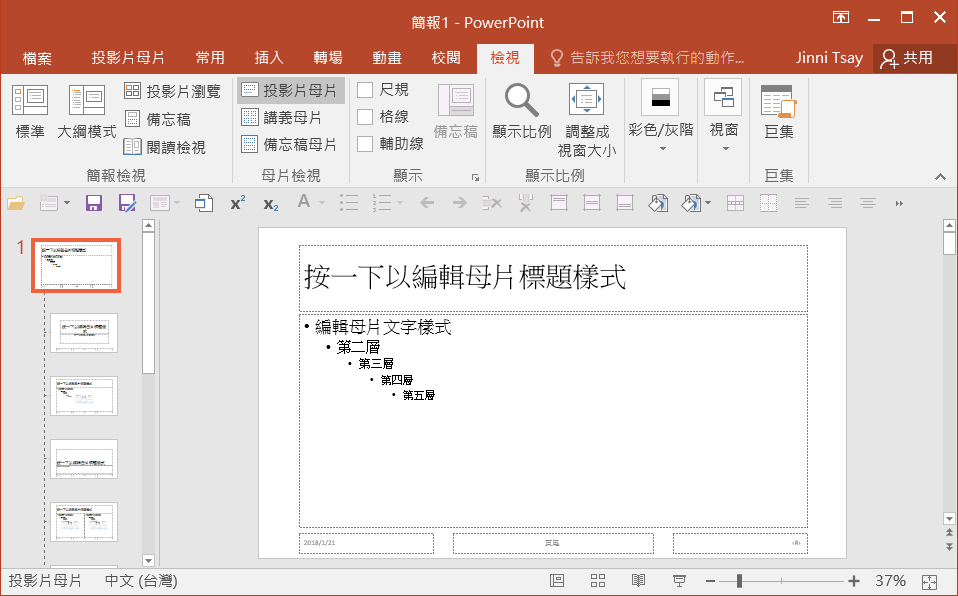 簡報1 - PowerPoint
檔案 投影片母片 常用 插入 轉場 動畫 校閱 檢視 告訴我您想要執行的動作... Jinni Tsay 共用
標準 大綱模式 投影片瀏覽 備忘稿 閱讀檢視
簡報檢視
投影片母片
講義母片
備忘稿母片
母片檢視
尺規
格線
輔助線
備忘稿
顯示
顯示比例 調整成
視窗大小
顯示比例
彩色/灰階
視窗
巨集
巨集
1
按一下以編輯母片標題樣式
• 編輯母片文字樣式
• 第二層
• 第三層
• 第四層
• 第五層
2018/1/21 頁尾 ‹#›
投影片母片 中文 (台灣) 37%